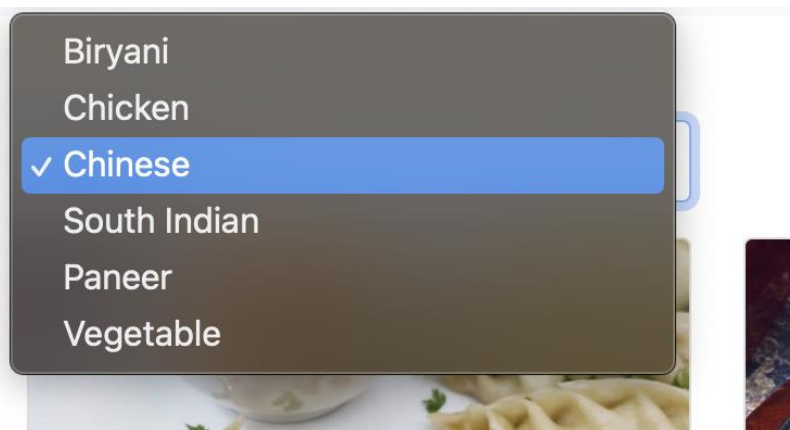 Biryani
Chicken
Chinese
South Indian
Paneer
Vegetable